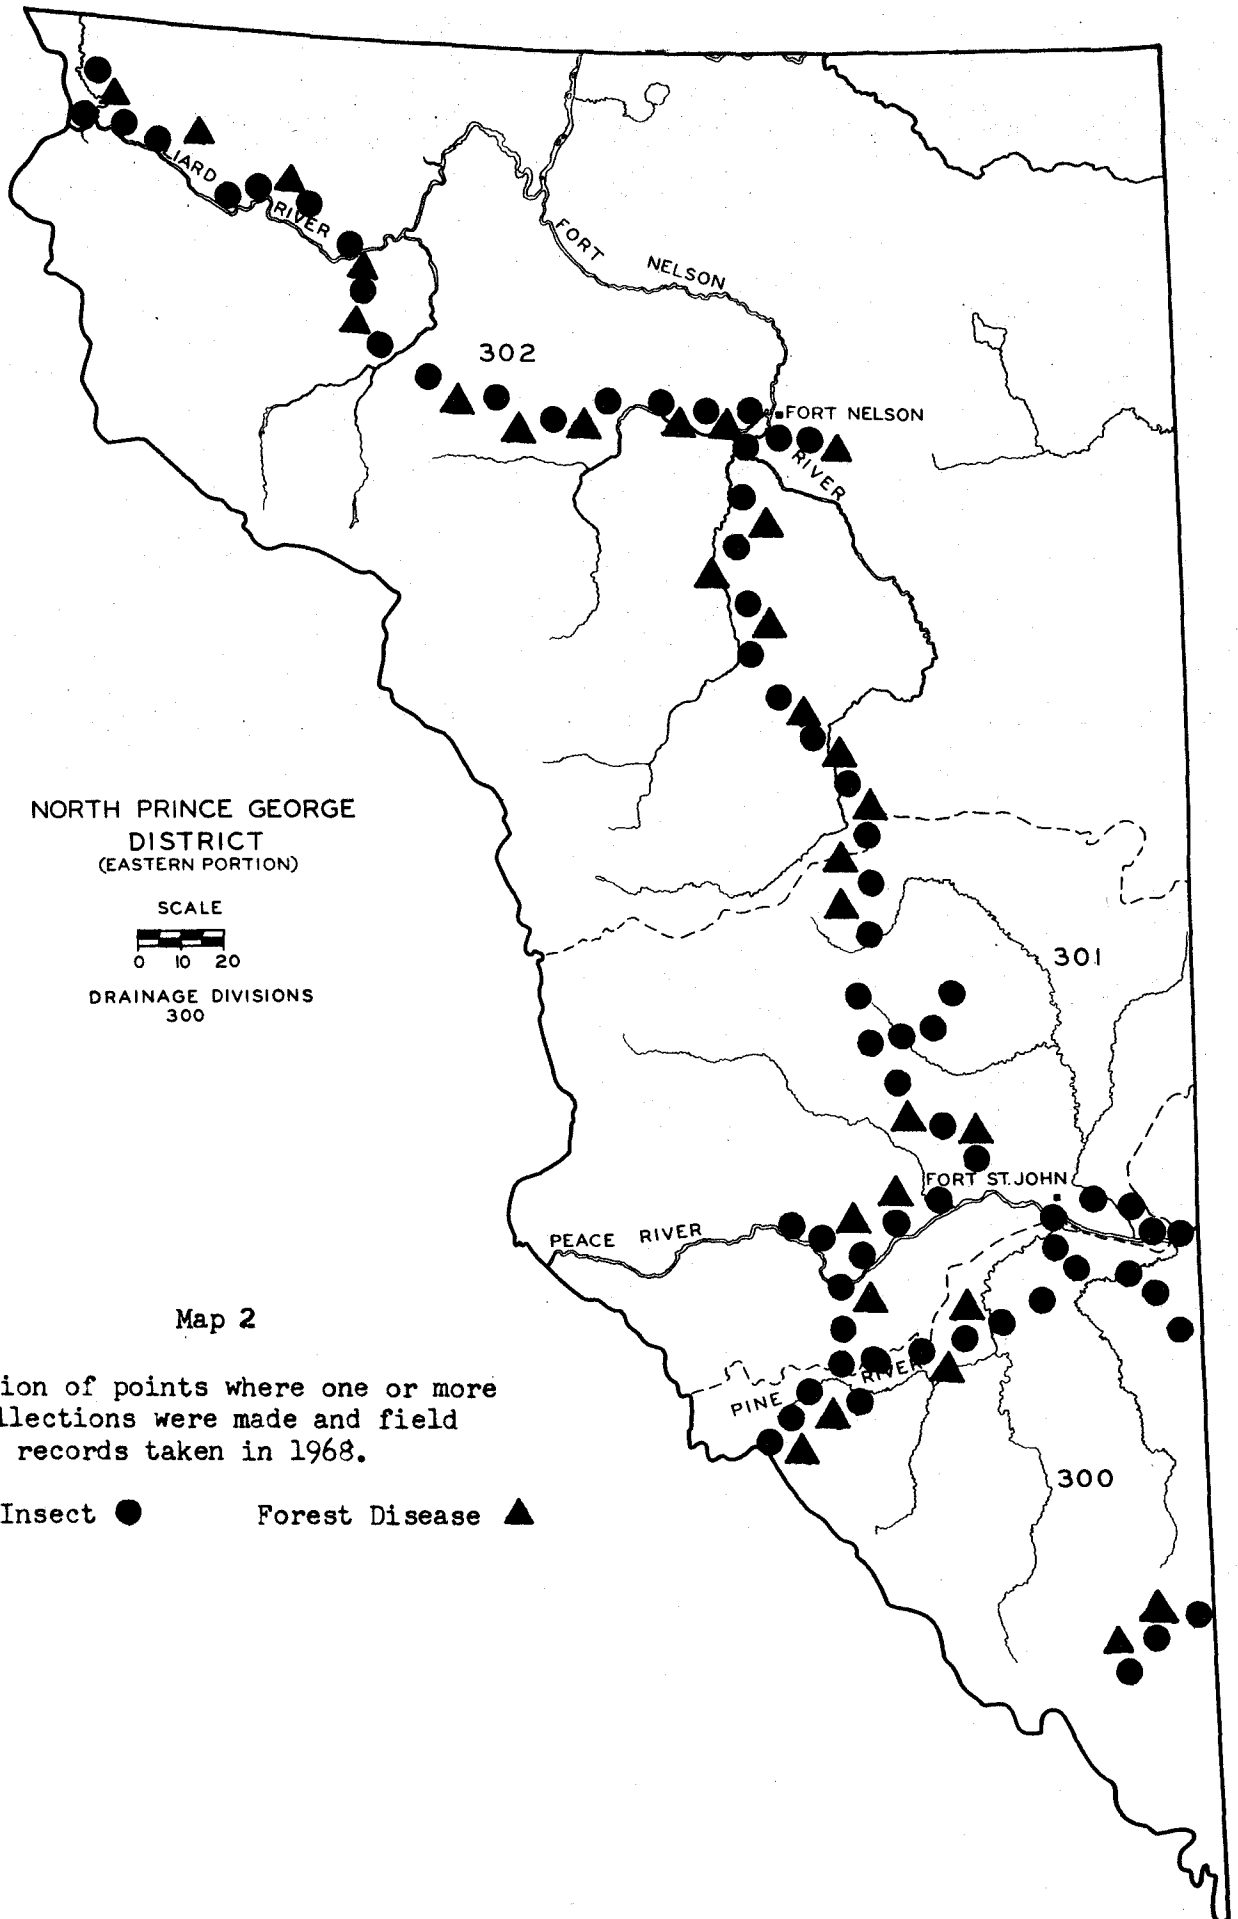 LIARD
RIVER
FORT
NELSON
302
FORT NELSON
RIVER
NORTH PRINCE GEORGE
DISTRICT
(EASTERN PORTION)
SCALE
0 10 20
DRAINAGE DIVISIONS
300
301
FORT ST. JOHN
PEACE RIVER
Map 2
PINE RIVER
ion of points where one or more
llections were made and field
records taken in 1968.
300
Insect Forest Disease